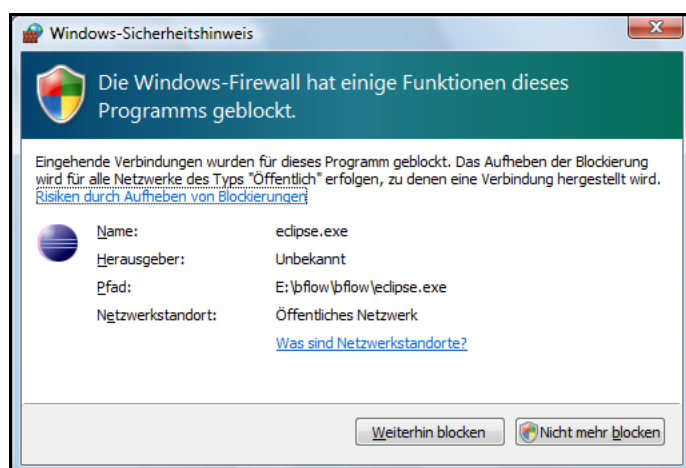 Windows-Sicherheitshinweis
Die Windows-Firewall hat einige Funktionen dieses
Programms geblockt.
Eingehende Verbindungen wurden für dieses Programm geblockt. Das Aufheben der Blockierung
wird für alle Netzwerke des Typs "Öffentlich" erfolgen, zu denen eine Verbindung hergestellt wird.
Risiken durch Aufheben von Blockierungen
Name: eclipse.exe
Herausgeber: Unbekannt
Pfad: E:\bflow\bflow\eclipse.exe
Netzwerkstandort: Öffentliches Netzwerk
Was sind Netzwerkstandorte?
Weiterhin blocken Nicht mehr blocken